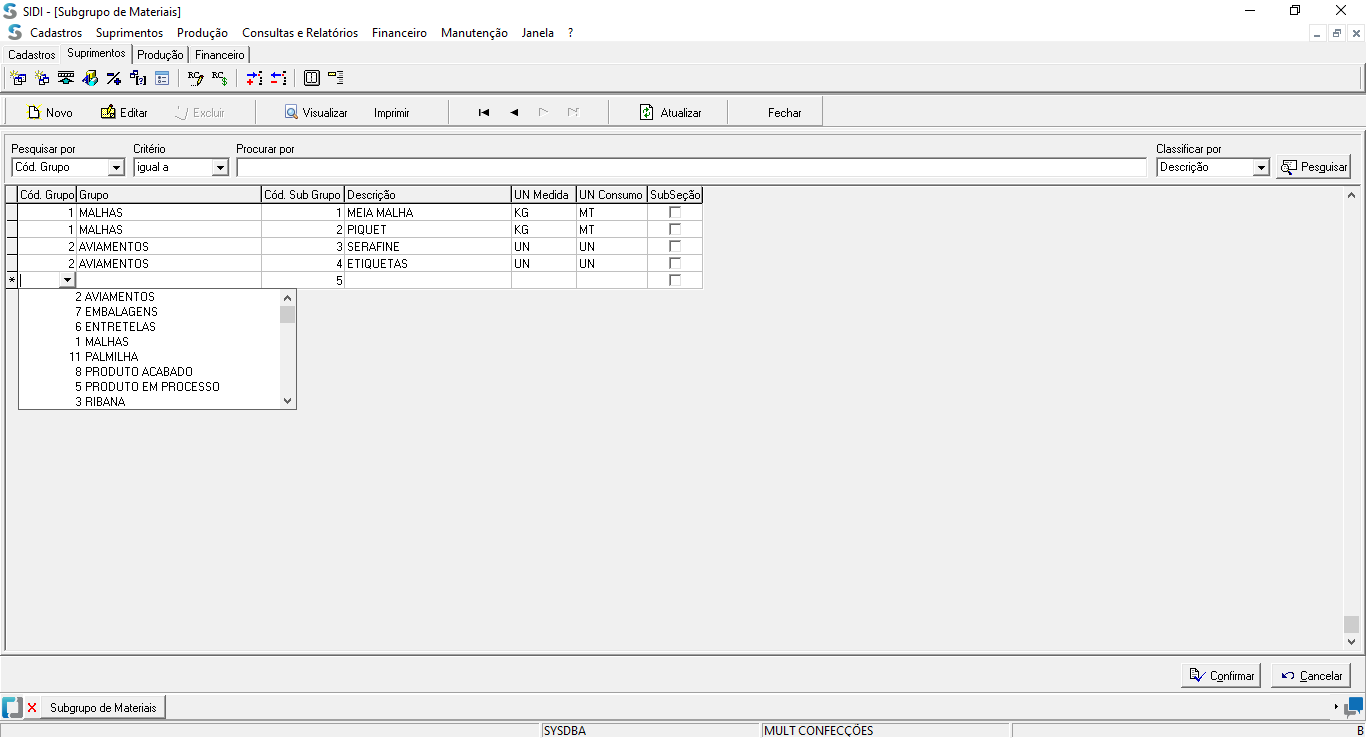 SIDI - [Subgrupo de Materiais]
Cadastros Suprimentos Produção Consultas e Relatórios Financeiro Manutenção Janela ?
Cadastros Suprimentos Produção Financeiro
Novo Editar Excluir Visualizar Imprimir Atualizar Fechar
Pesquisar por Critério Procurar por Classificar por
Cód. Grupo igual a Descrição Pesquisar
Cód. Grupo Grupo Cód. Sub Grupo Descrição UN Medida UN Consumo SubSeção
1 MALHAS 1 MEIA MALHA KG MT
1 MALHAS 2 PIQUET KG MT
2 AVIAMENTOS 3 SERAFINE UN UN
2 AVIAMENTOS 4 ETIQUETAS UN UN
* 5
2 AVIAMENTOS
7 EMBALAGENS
6 ENTRETELAS
1 MALHAS
11 PALMILHA
8 PRODUTO ACABADO
5 PRODUTO EM PROCESSO
3 RIBANA
Confirmar Cancelar
Subgrupo de Materiais
SYSDBA MULT CONFECÇÕES B